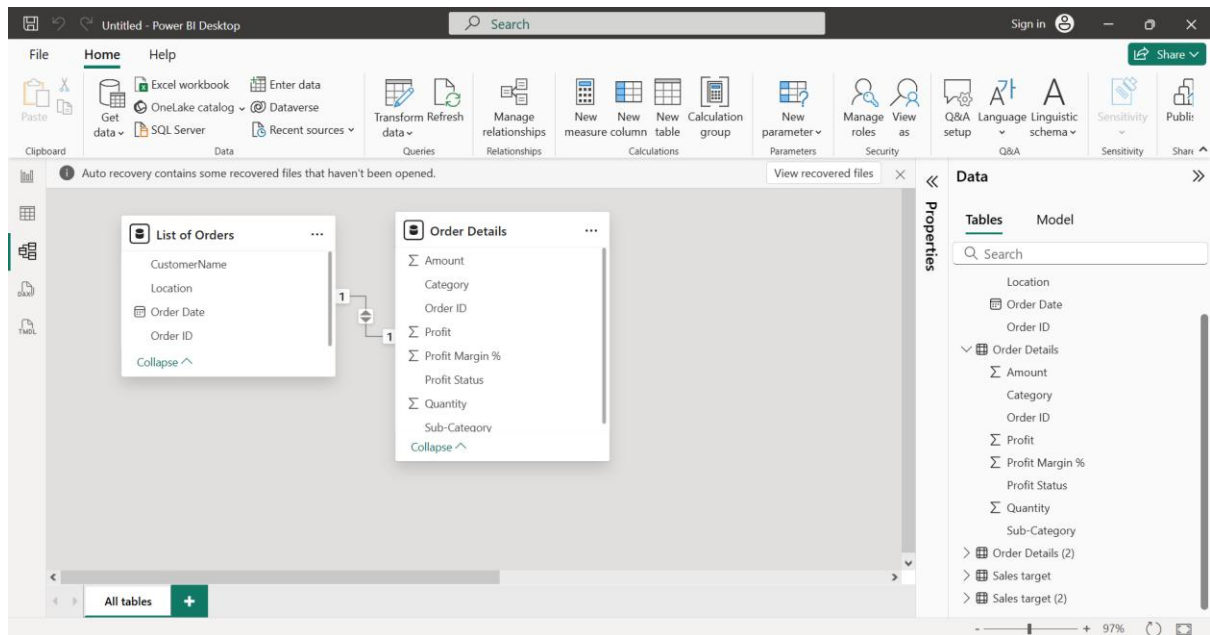 Untitled - Power BI Desktop
Search
Sign in
File Home Help
Share
Paste
Get data
Excel workbook
OneLake catalog
SQL Server
Enter data
Dataverse
Recent sources
Transform data
Refresh
Manage relationships
New measure
New column
New table
Calculation group
New parameter
Manage roles
View as
Q&A setup
Language
Linguistic schema
Sensitivity
Publis
Clipboard
Data
Queries
Relationships
Calculations
Parameters
Security
Q&A
Sensitivity
Share
Auto recovery contains some recovered files that haven't been opened.
View recovered files
DAX
TMDL
List of Orders
CustomerName
Location
Order Date
Order ID
Collapse
1
1
Order Details
Σ Amount
Category
Order ID
Σ Profit
Σ Profit Margin %
Profit Status
Σ Quantity
Sub-Category
Collapse
Properties
Data
Tables Model
Search
Location
Order Date
Order ID
Order Details
Σ Amount
Category
Order ID
Σ Profit
Σ Profit Margin %
Profit Status
Σ Quantity
Sub-Category
Order Details (2)
Sales target
Sales target (2)
All tables +
- + 97%